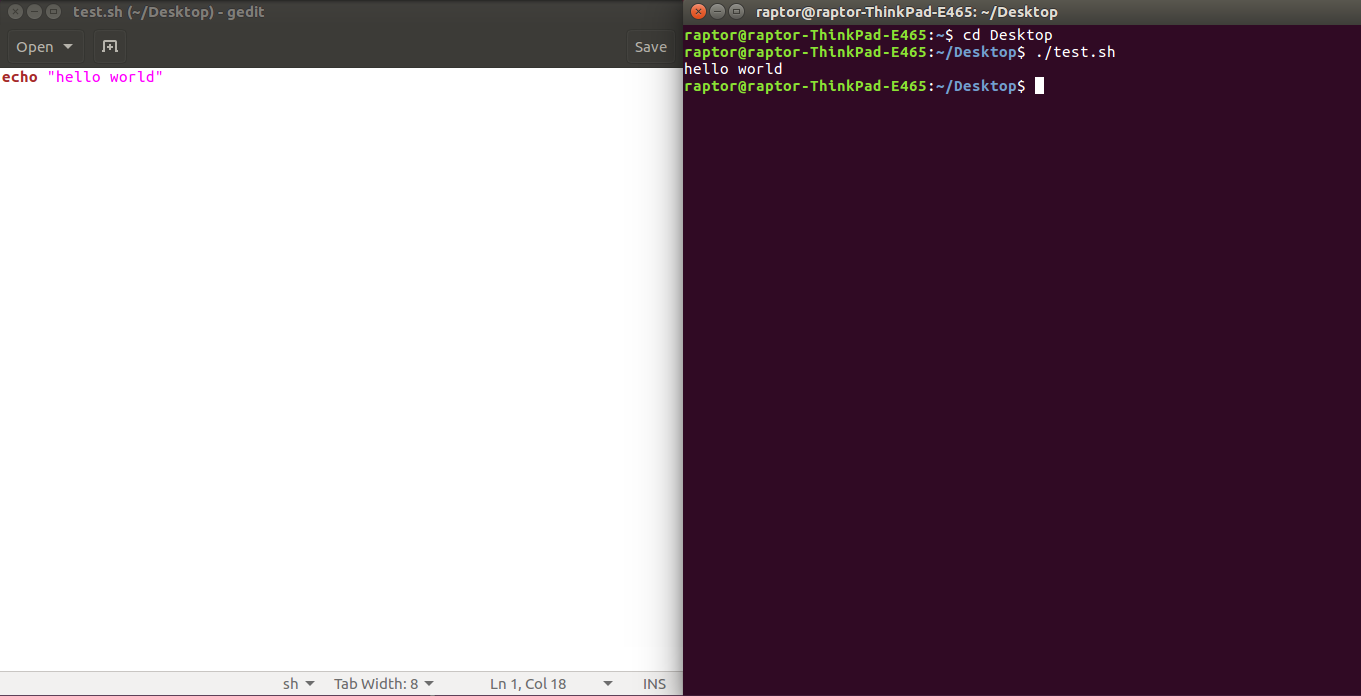 test.sh (~/Desktop) - gedit
Open
Save
echo "hello world"
sh Tab Width: 8 Ln 1, Col 18 INS
raptor@raptor-ThinkPad-E465: ~/Desktop
raptor@raptor-ThinkPad-E465:~$ cd Desktop
raptor@raptor-ThinkPad-E465:~/Desktop$ ./test.sh
hello world
raptor@raptor-ThinkPad-E465:~/Desktop$